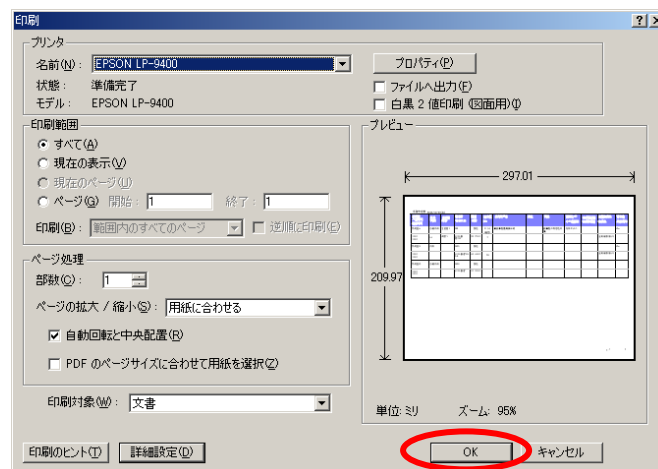 印刷
プリンタ
名前(N): EPSON LP-9400
プロパティ(P)
状態: 準備完了
ファイルへ出力(F)
モデル: EPSON LP-9400
白黒 2 値印刷 (図面用)(I)
印刷範囲
すべて(A)
現在の表示(V)
現在のページ(U)
ページ(G) 開始: 1 終了: 1
印刷(B): 範囲内のすべてのページ 逆順に印刷(E)
ページ処理
部数(C): 1
ページの拡大 / 縮小(S): 用紙に合わせる
自動回転と中央配置(R)
PDF のページサイズに合わせて用紙を選択(Z)
印刷対象(W): 文書
プレビュー
297.01
209.97
単位: ミリ ズーム: 95%
印刷のヒント(T) 詳細設定(D) OK キャンセル